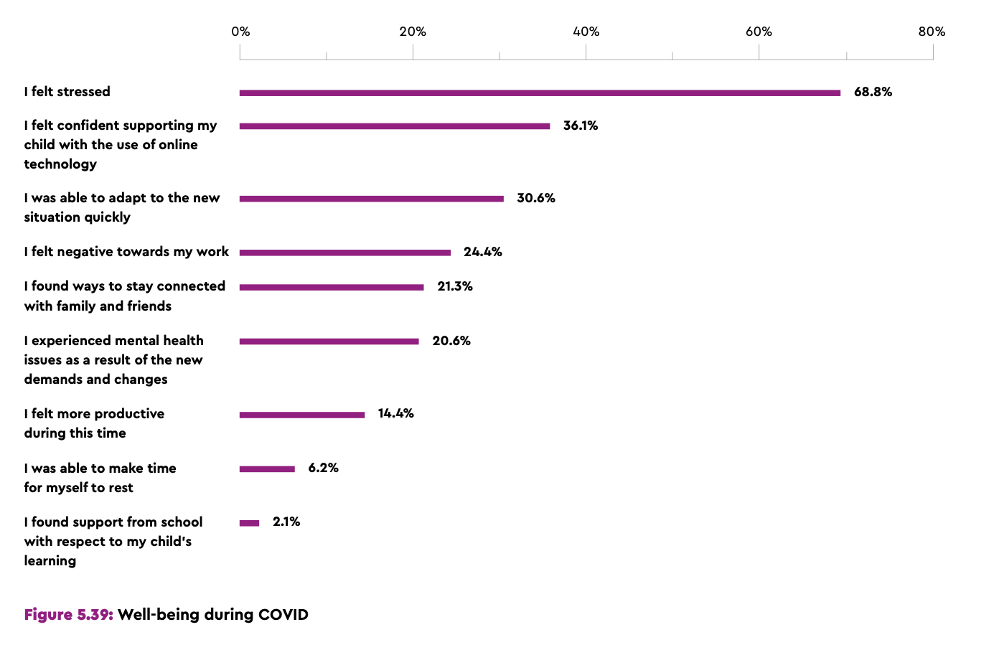 0% 20% 40% 60% 80%
I felt stressed 68.8%
I felt confident supporting my 36.1%
child with the use of online
technology
I was able to adapt to the new 30.6%
situation quickly
I felt negative towards my work 24.4%
I found ways to stay connected 21.3%
with family and friends
I experienced mental health 20.6%
issues as a result of the new
demands and changes
I felt more productive 14.4%
during this time
I was able to make time 6.2%
for myself to rest
I found support from school 2.1%
with respect to my child's
learning
Figure 5.39: Well-being during COVID